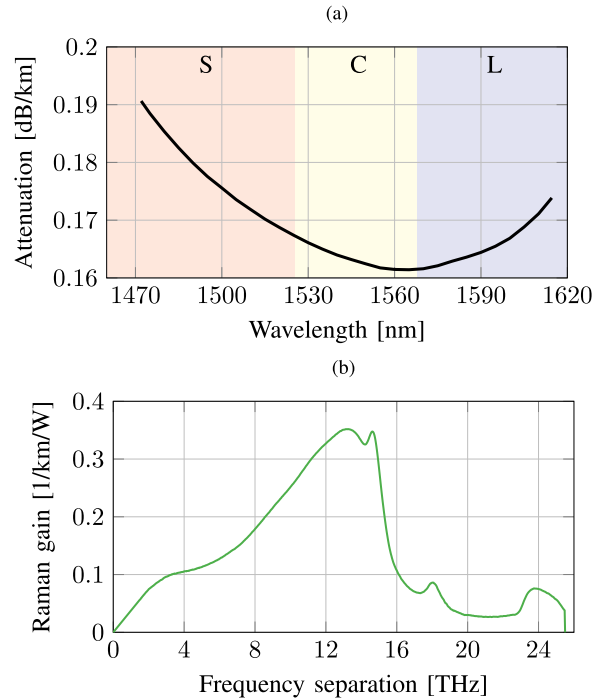 (a)
0.2
0.19
0.18
0.17
0.16
Attenuation [dB/km]
S C L
1470 1500 1530 1560 1590 1620
Wavelength [nm]
(b)
0.4
0.3
0.2
0.1
0
Raman gain [1/km/W]
0 4 8 12 16 20 24
Frequency separation [THz]